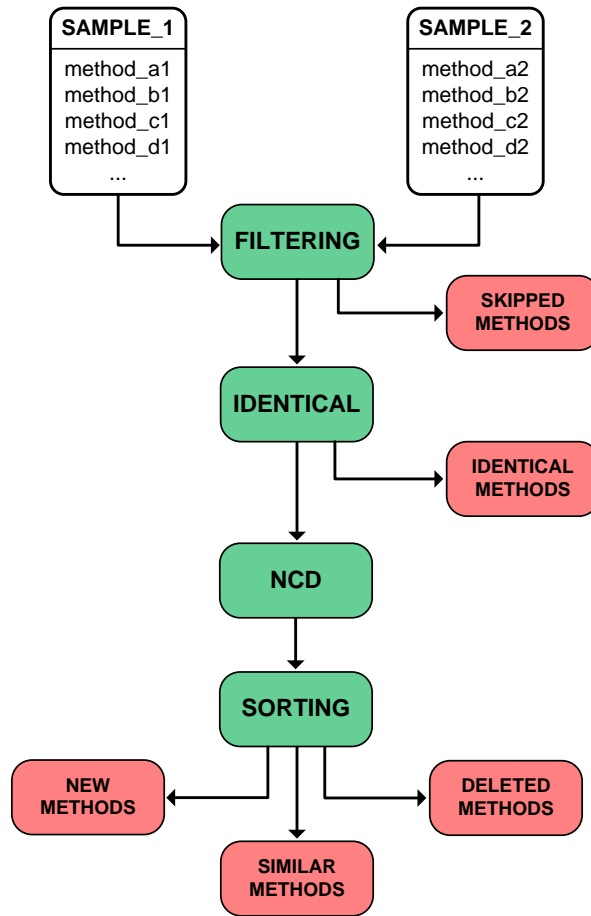 SAMPLE_1
method_a1
method_b1
method_c1
method_d1
...
SAMPLE_2
method_a2
method_b2
method_c2
method_d2
...
FILTERING
SKIPPED
METHODS
IDENTICAL
IDENTICAL
METHODS
NCD
SORTING
NEW
METHODS
DELETED
METHODS
SIMILAR
METHODS